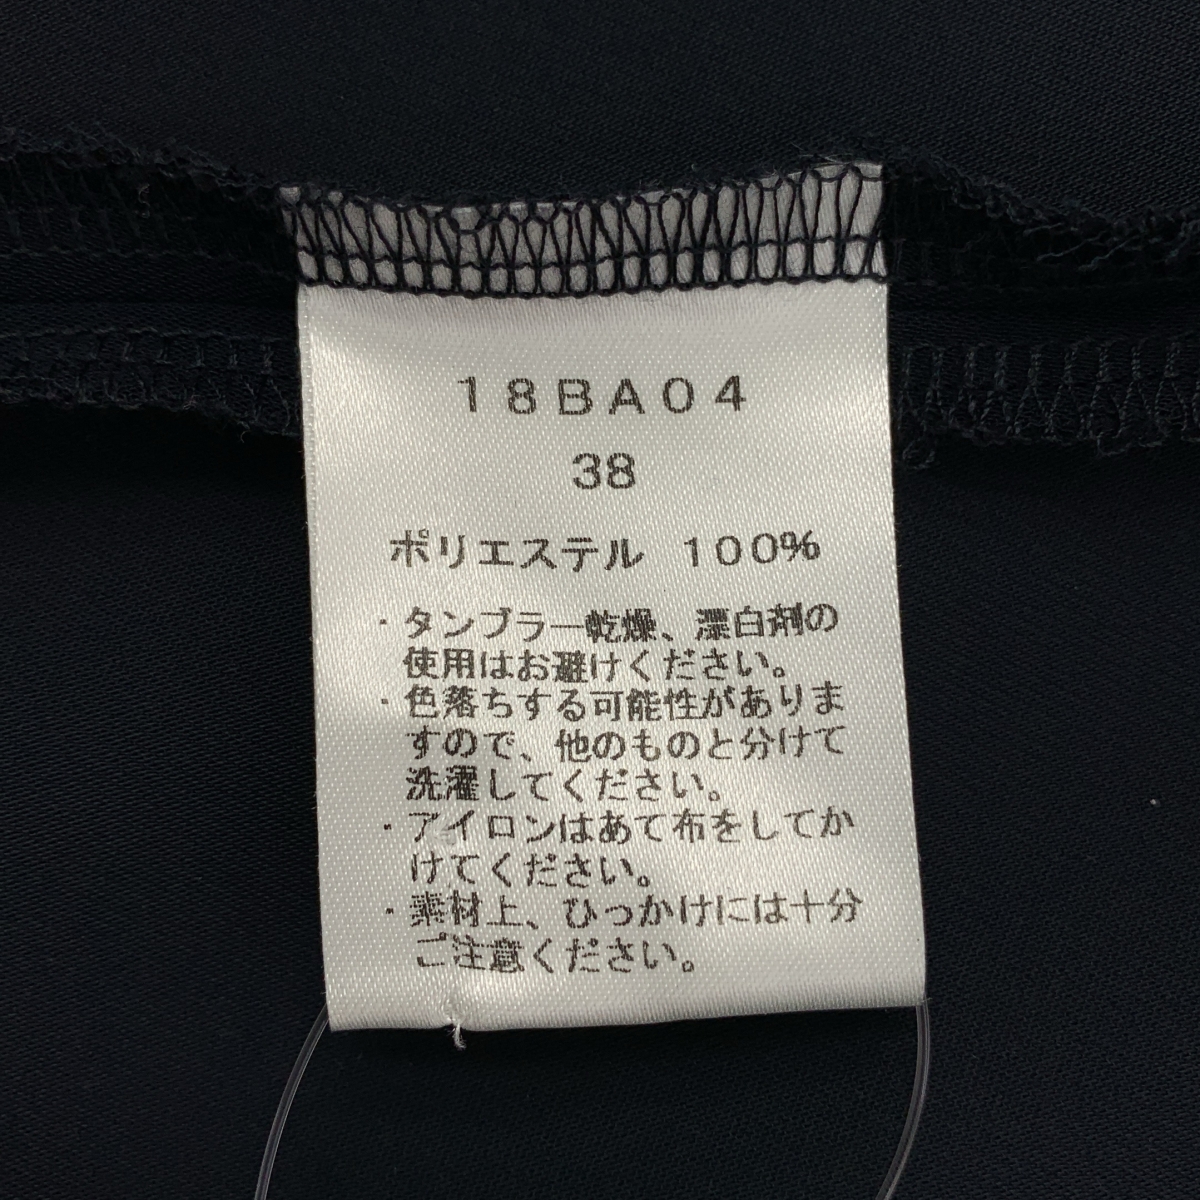 18BA04
38
ポリエステル 100%
・タンブラー乾燥、漂白剤の
使用はお避けください。
・色落ちする可能性がありま
すので、他のものと分けて
洗濯してください。
・アイロンはあて布をしてか
けてください。
・素材上、ひっかけには十分
ご注意ください。